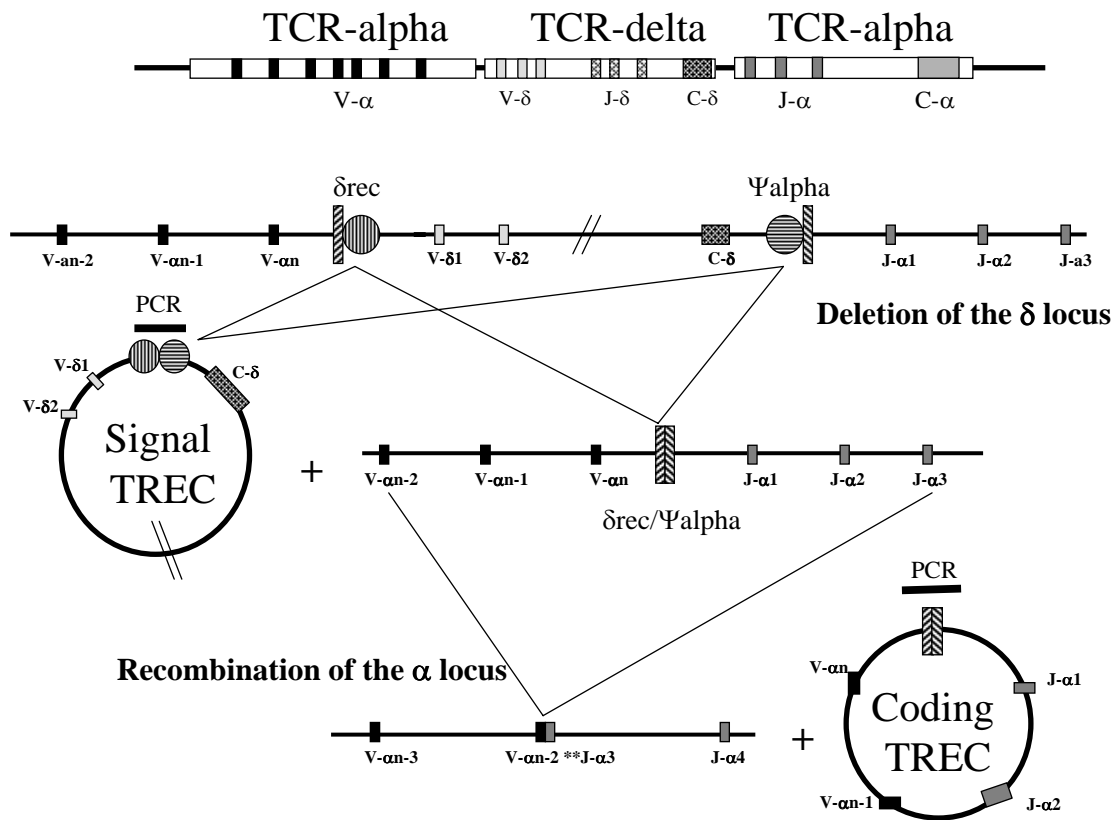 TCR-alpha TCR-delta TCR-alpha
V-α V-δ J-δ C-δ J-α C-α
δrec Ψalpha
V-an-2 V-αn-1 V-αn V-δ1 V-δ2 C-δ J-α1 J-α2 J-a3
Deletion of the δ locus
PCR
V-δ1 C-δ
V-δ2
Signal
TREC
+
V-αn-2 V-αn-1 V-αn J-α1 J-α2 J-α3
δrec/Ψalpha
PCR
Recombination of the α locus
V-αn J-α1
Coding
TREC
+
V-αn-3 V-αn-2 **J-α3 J-α4
V-αn-1 J-α2